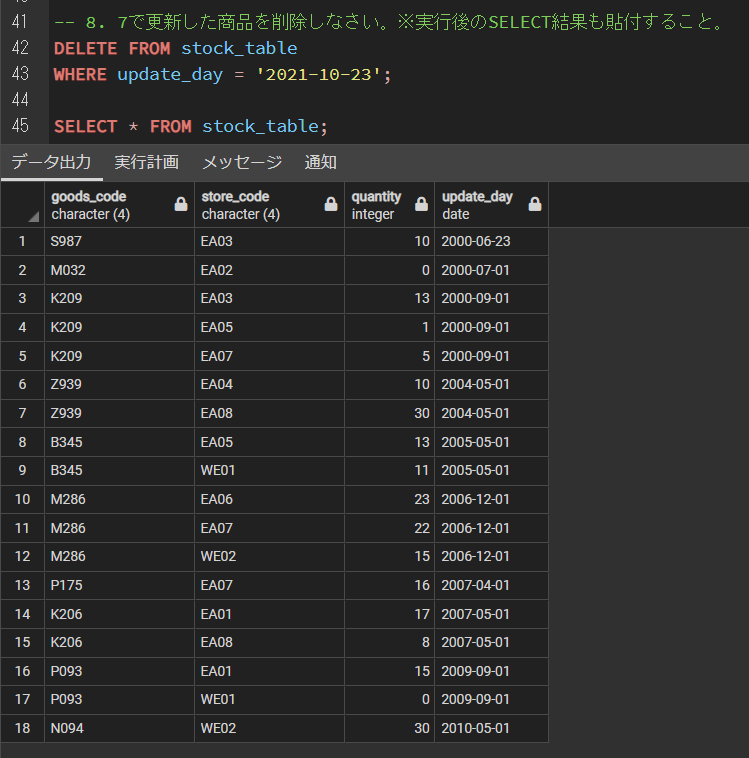 41 -- 8. 7で更新した商品を削除しなさい。※実行後のSELECT結果も貼付すること。
42 DELETE FROM stock_table
43 WHERE update_day = '2021-10-23';
44
45 SELECT * FROM stock_table;
データ出力 実行計画 メッセージ 通知
goods_code store_code quantity update_day
character (4) character (4) integer date
1 S987 EA03 10 2000-06-23
2 M032 EA02 0 2000-07-01
3 K209 EA03 13 2000-09-01
4 K209 EA05 1 2000-09-01
5 K209 EA07 5 2000-09-01
6 Z939 EA04 10 2004-05-01
7 Z939 EA08 30 2004-05-01
8 B345 EA05 13 2005-05-01
9 B345 WE01 11 2005-05-01
10 M286 EA06 23 2006-12-01
11 M286 EA07 22 2006-12-01
12 M286 WE02 15 2006-12-01
13 P175 EA07 16 2007-04-01
14 K206 EA01 17 2007-05-01
15 K206 EA08 8 2007-05-01
16 P093 EA01 15 2009-09-01
17 P093 WE01 0 2009-09-01
18 N094 WE02 30 2010-05-01